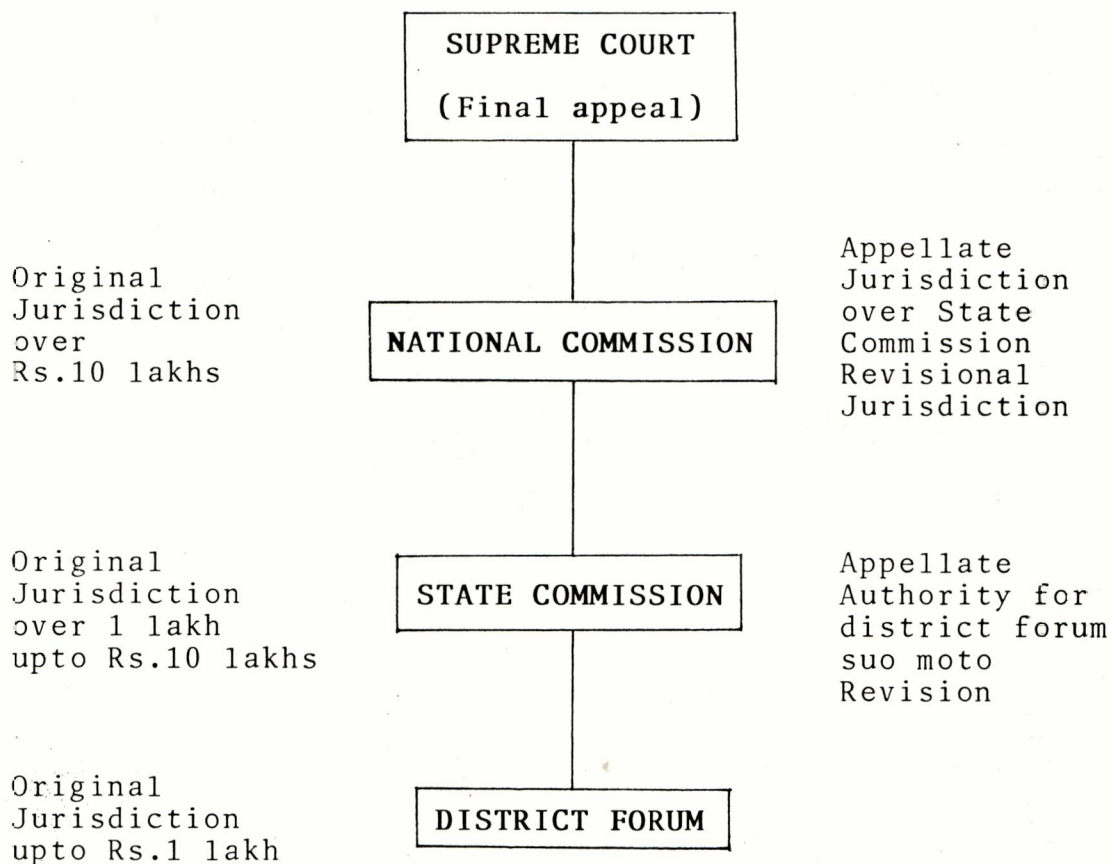 SUPREME COURT
(Final appeal)
Original
Jurisdiction
over
Rs.10 lakhs
NATIONAL COMMISSION
Appellate
Jurisdiction
over State
Commission
Revisional
Jurisdiction
Original
Jurisdiction
over 1 lakh
upto Rs.10 lakhs
STATE COMMISSION
Appellate
Authority for
district forum
suo moto
Revision
Original
Jurisdiction
upto Rs.1 lakh
DISTRICT FORUM